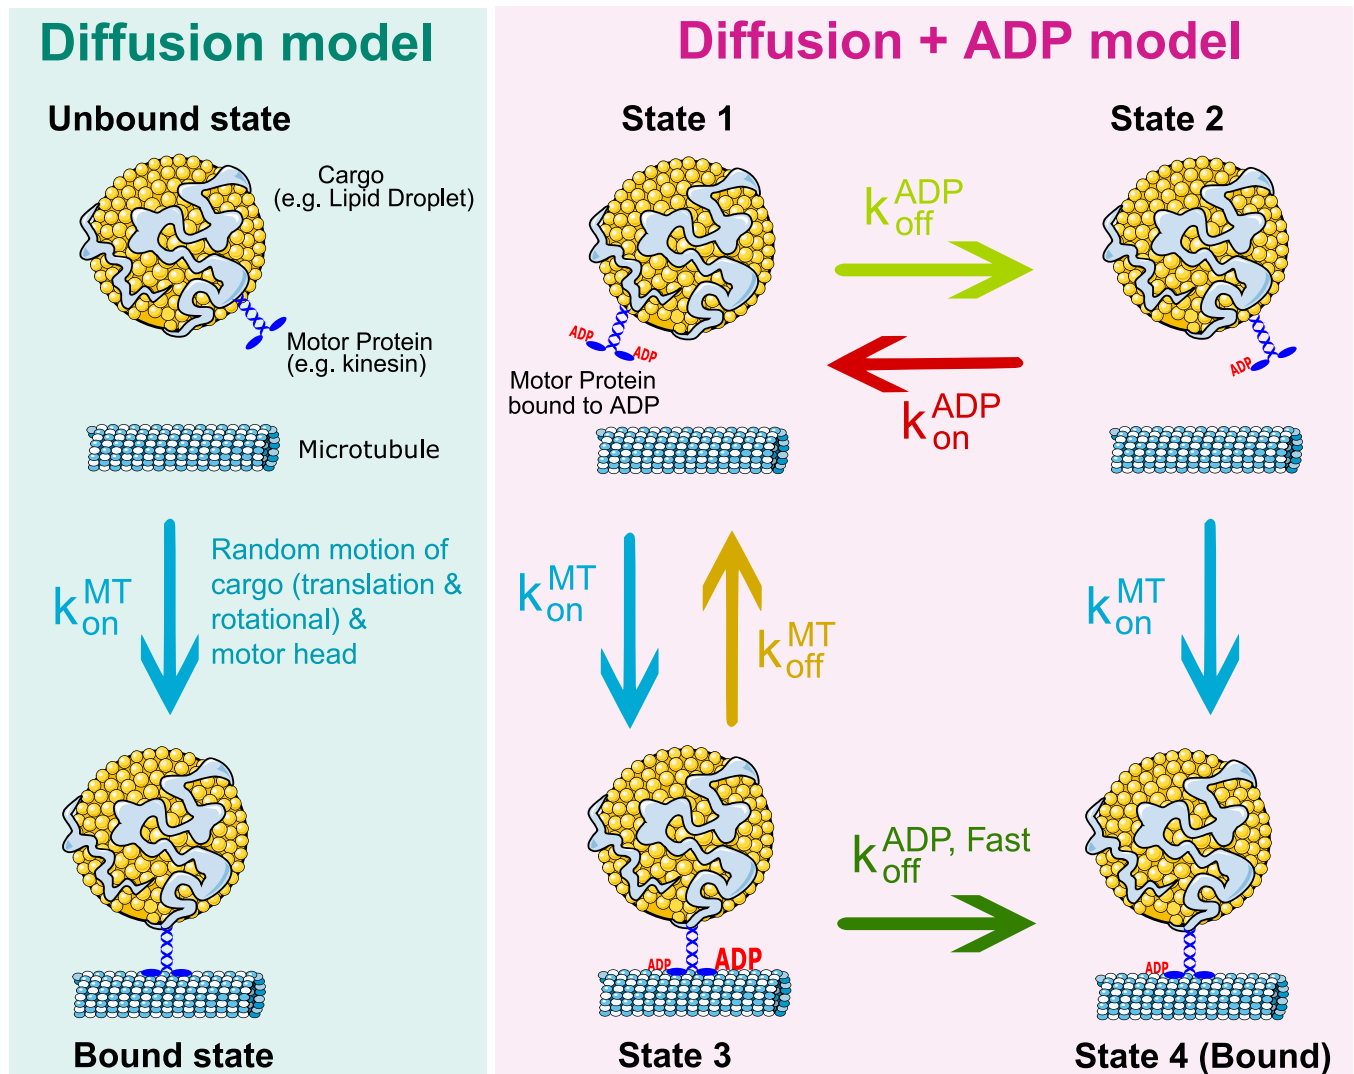 Diffusion model
Unbound state
Cargo
(e.g. Lipid Droplet)
Motor Protein
(e.g. kinesin)
Microtubule
k MT on
Random motion of
cargo (translation &
rotational) &
motor head
Bound state
Diffusion + ADP model
State 1
State 2
k ADP off
ADP
ADP
Motor Protein
bound to ADP
k ADP on
ADP
k MT on
k MT off
k MT on
k ADP, Fast off
ADP
ADP
ADP
State 3
State 4 (Bound)